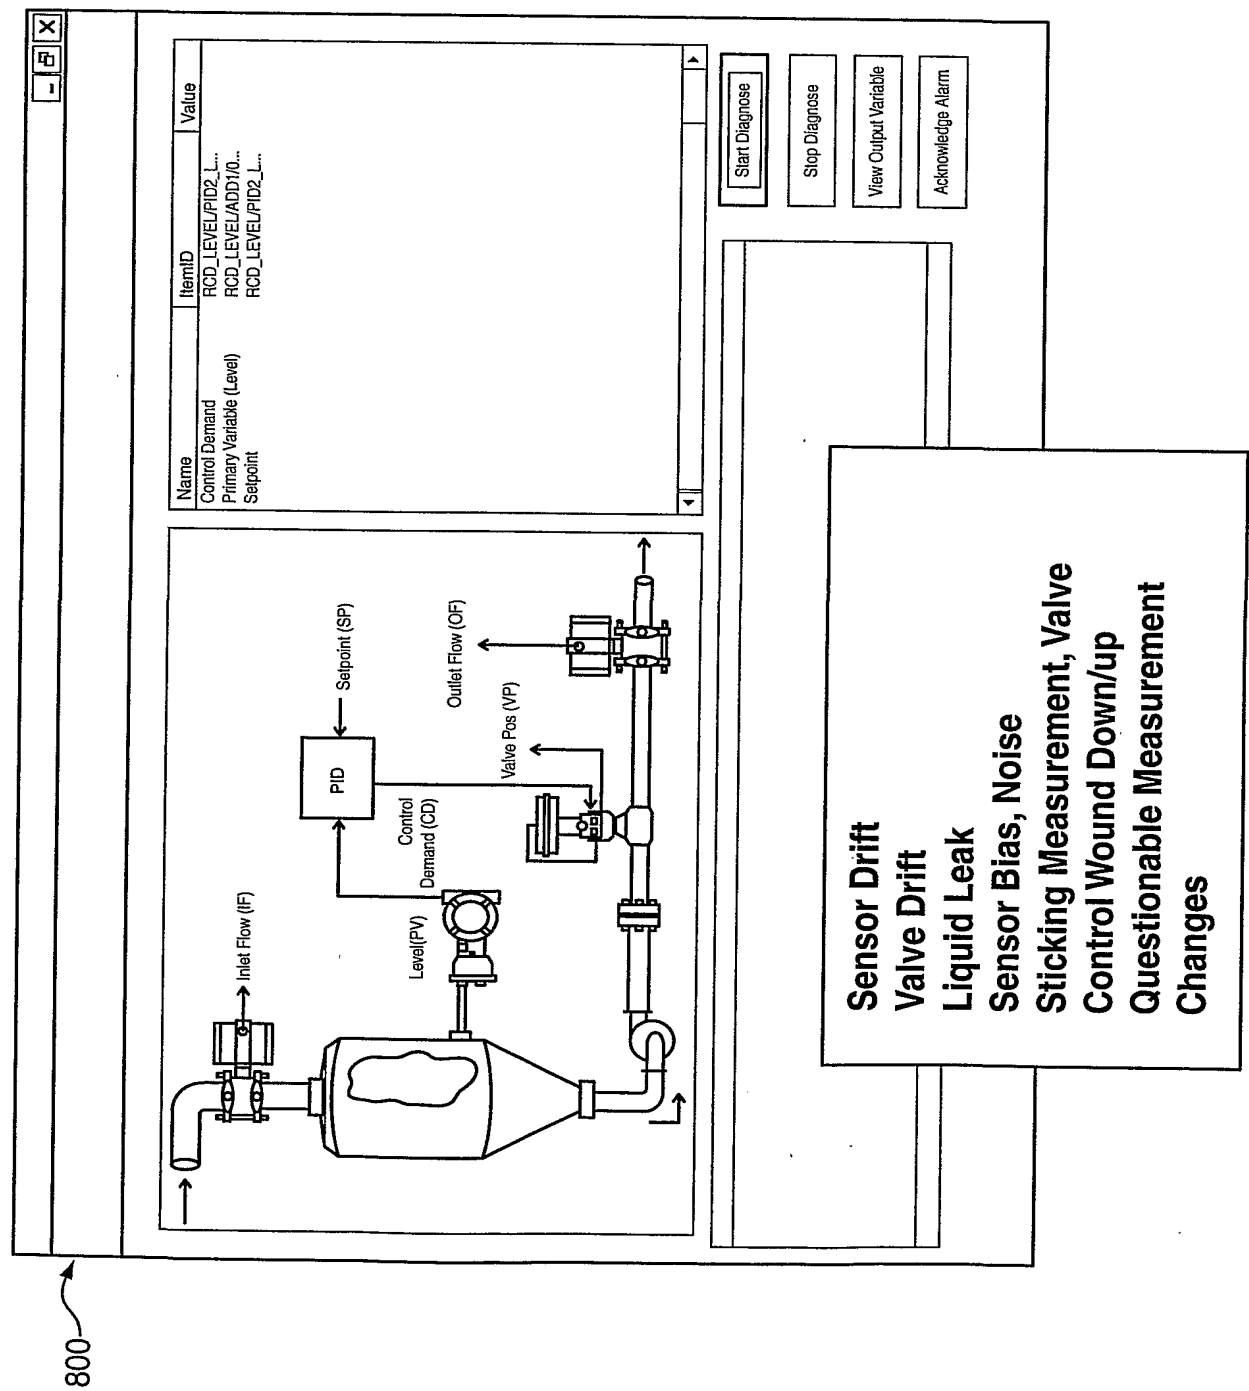 800
Inlet Flow (IF)
Level(PV)
Control
Demand (CD)
PID
Setpoint (SP)
Valve Pos (VP)
Outlet Flow (OF)
Name ItemID Value
Control Demand RCD_LEVEL/PID2_L...
Primary Variable (Level) RCD_LEVEL/ADD1/0...
Setpoint RCD_LEVEL/PID2_L...
Start Diagnose
Stop Diagnose
View Output Variable
Acknowledge Alarm
Sensor Drift
Valve Drift
Liquid Leak
Sensor Bias, Noise
Sticking Measurement, Valve
Control Wound Down/up
Questionable Measurement
Changes